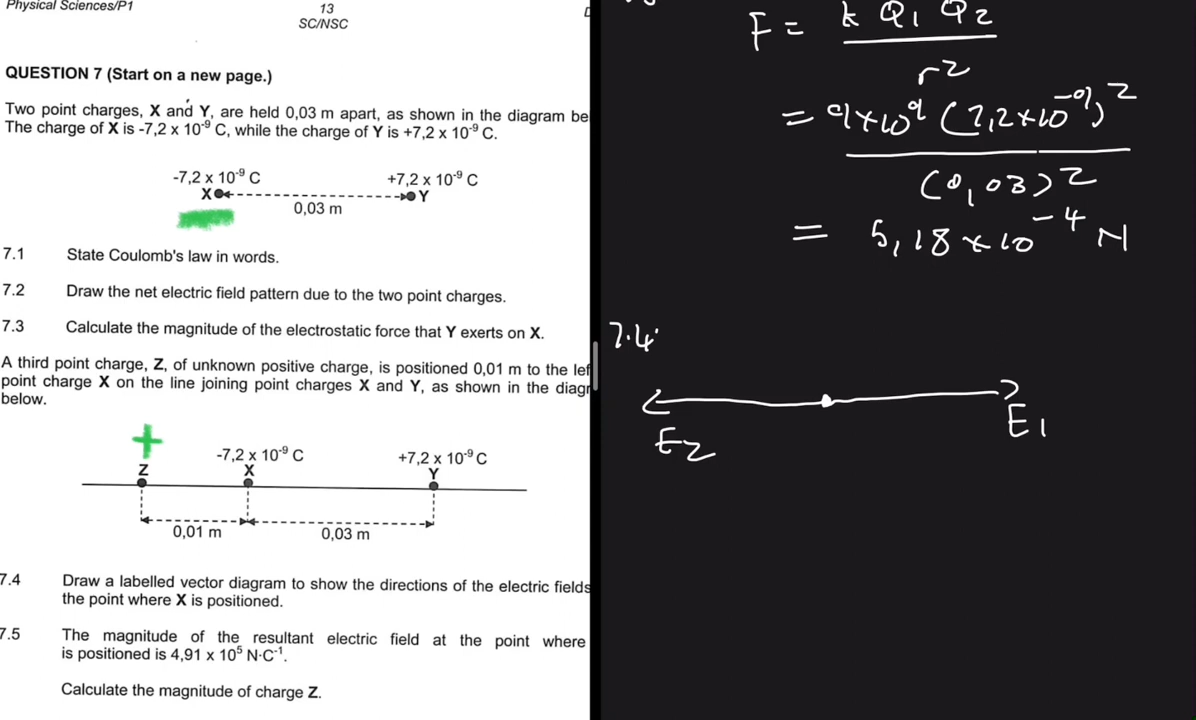 Physical Sciences/P1
13
SC/NSC
QUESTION 7 (Start on a new page.)
Two point charges, X and Y, are held 0,03 m apart, as shown in the diagram be
The charge of X is -7,2 x 10⁻⁹ C, while the charge of Y is +7,2 x 10⁻⁹ C.
-7,2 x 10⁻⁹ C
+7,2 x 10⁻⁹ C
X
Y
0,03 m
7.1 State Coulomb's law in words.
7.2 Draw the net electric field pattern due to the two point charges.
7.3 Calculate the magnitude of the electrostatic force that Y exerts on X.
A third point charge, Z, of unknown positive charge, is positioned 0,01 m to the lef
point charge X on the line joining point charges X and Y, as shown in the diagr
below.
+
-7,2 x 10⁻⁹ C
+7,2 x 10⁻⁹ C
Z
X
Y
0,01 m
0,03 m
7.4 Draw a labelled vector diagram to show the directions of the electric fields
the point where X is positioned.
7.5 The magnitude of the resultant electric field at the point where
is positioned is 4,91 x 10⁵ N·C⁻¹.
Calculate the magnitude of charge Z.
F = k Q1 Q2
r²
= 9×10⁹ (7,2×10⁻⁹)²
(0,03)²
= 5,18×10⁻⁴ N
7.4
E2
E1